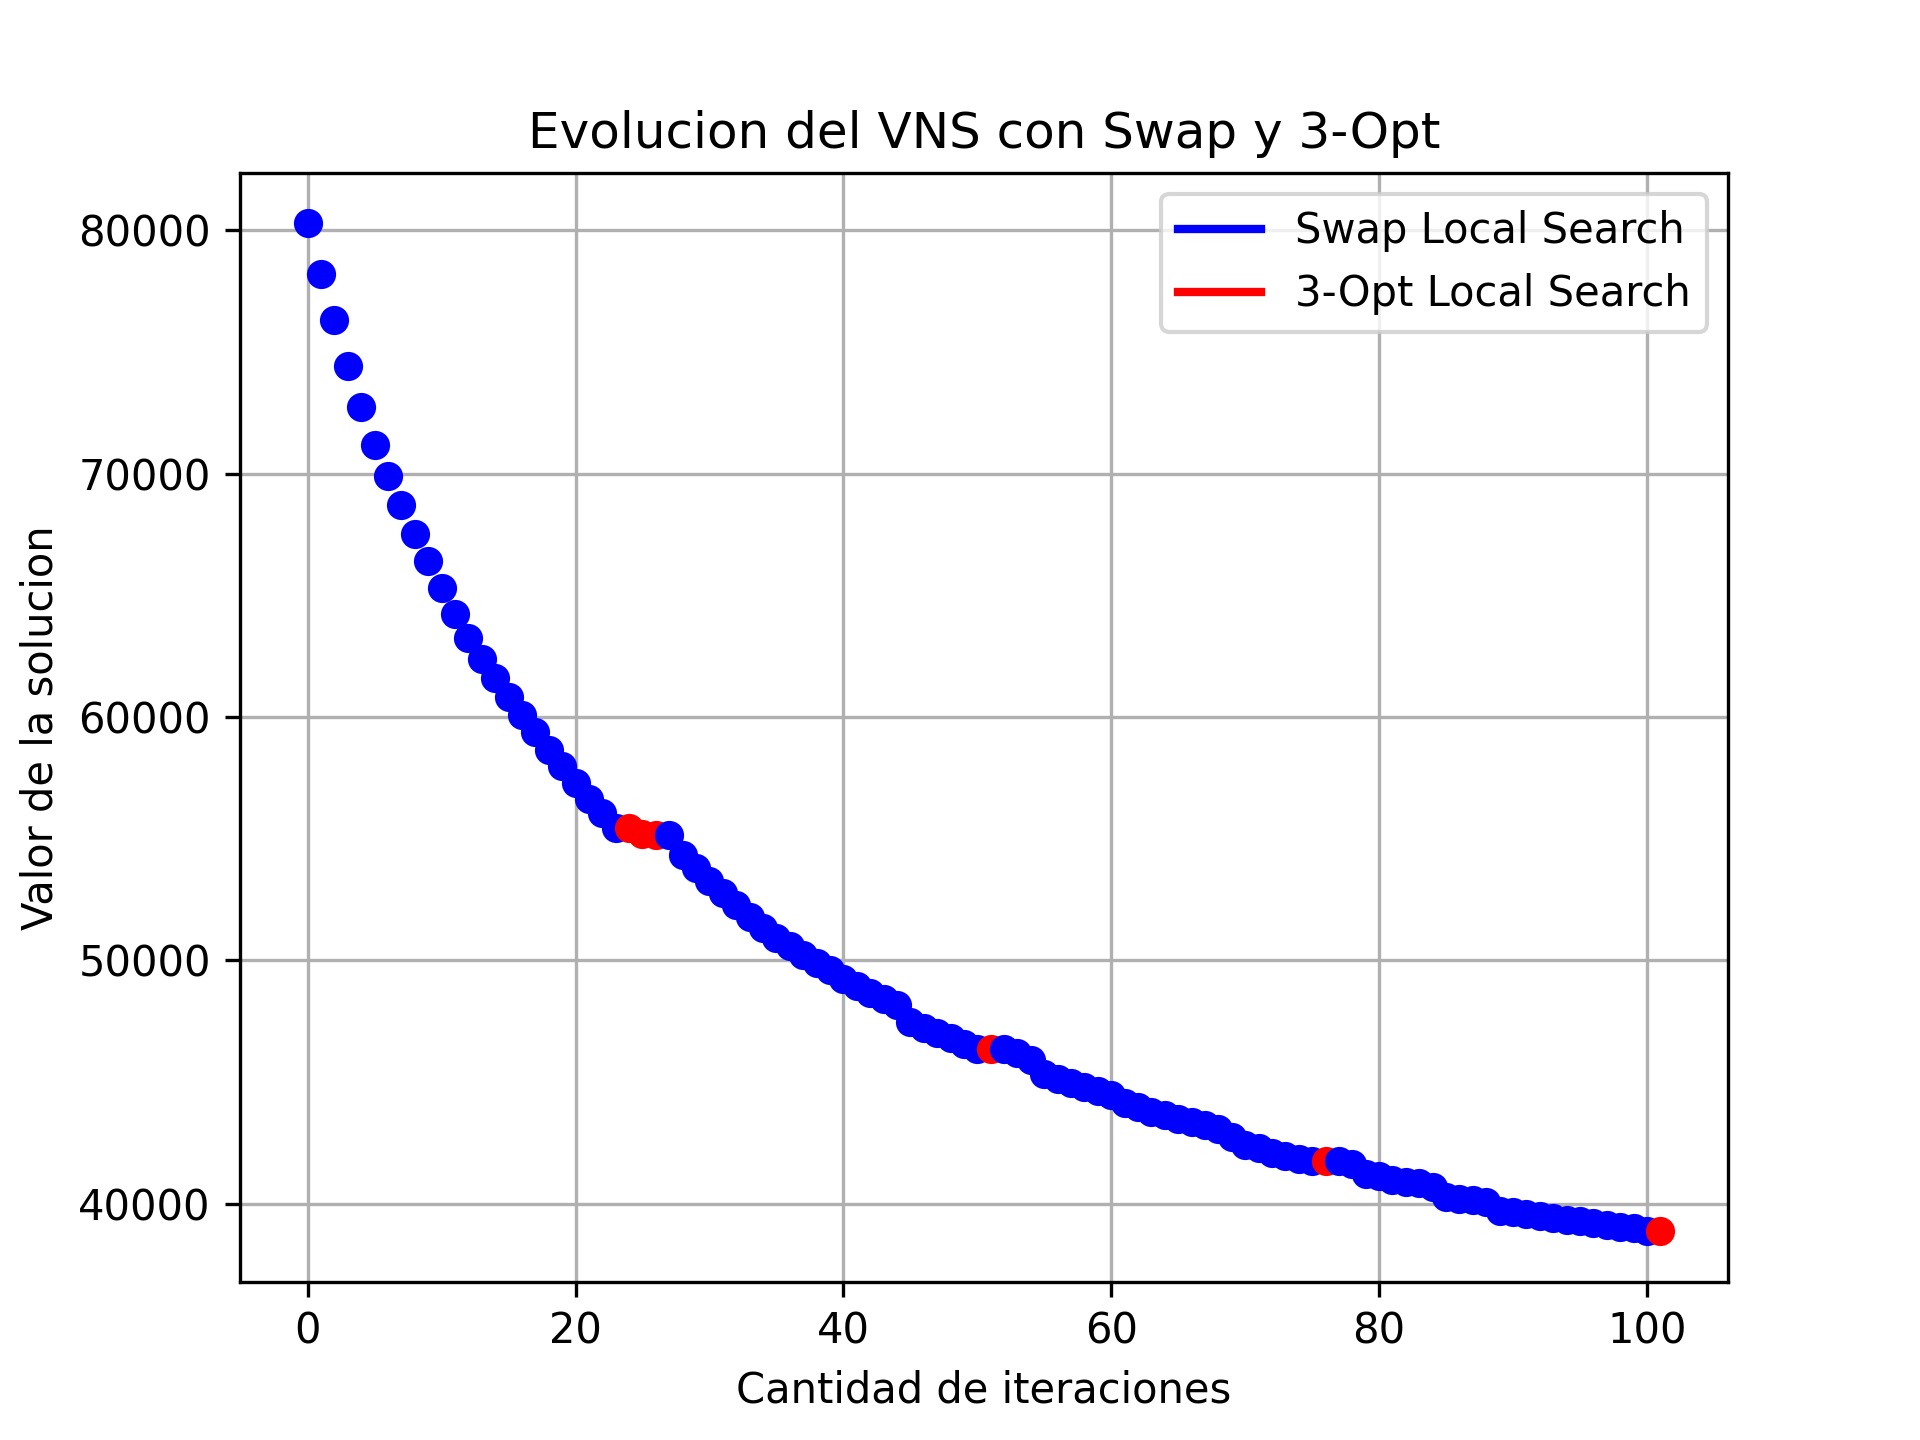 Evolucion del VNS con Swap y 3-Opt
Swap Local Search
3-Opt Local Search
Valor de la solucion
80000
70000
60000
50000
40000
0 20 40 60 80 100
Cantidad de iteraciones